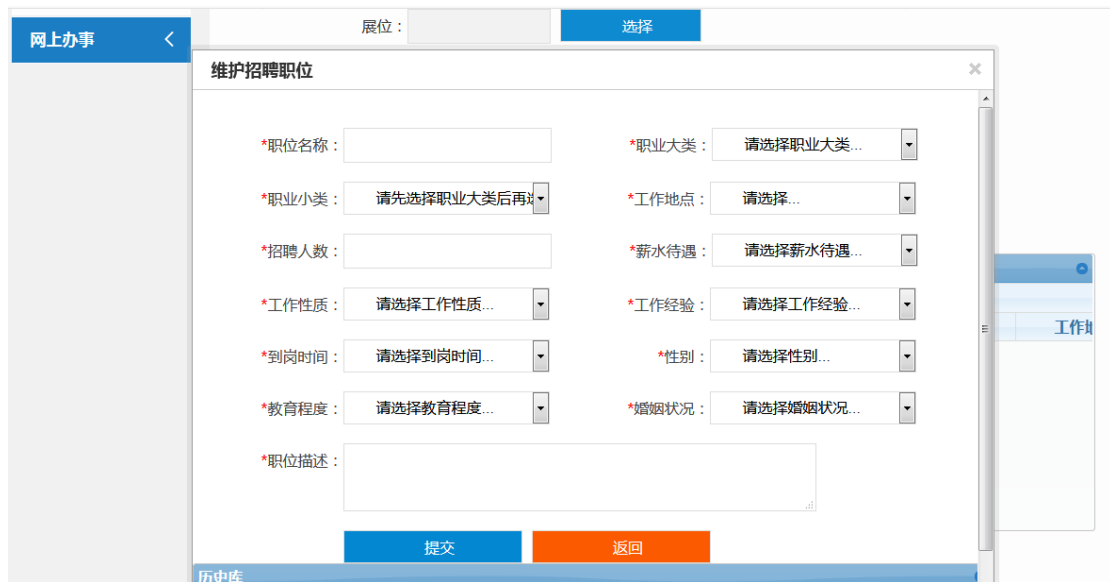 展位：
选择
网上办事
维护招聘职位
*职位名称：
*职业大类： 请选择职业大类...
*职业小类： 请先选择职业大类后再
*工作地点： 请选择...
*招聘人数：
*薪水待遇： 请选择薪水待遇...
*工作性质： 请选择工作性质...
*工作经验： 请选择工作经验...
*到岗时间： 请选择到岗时间...
*性别： 请选择性别...
*教育程度： 请选择教育程度...
*婚姻状况： 请选择婚姻状况...
*职位描述：
提交
返回
历史库
工作